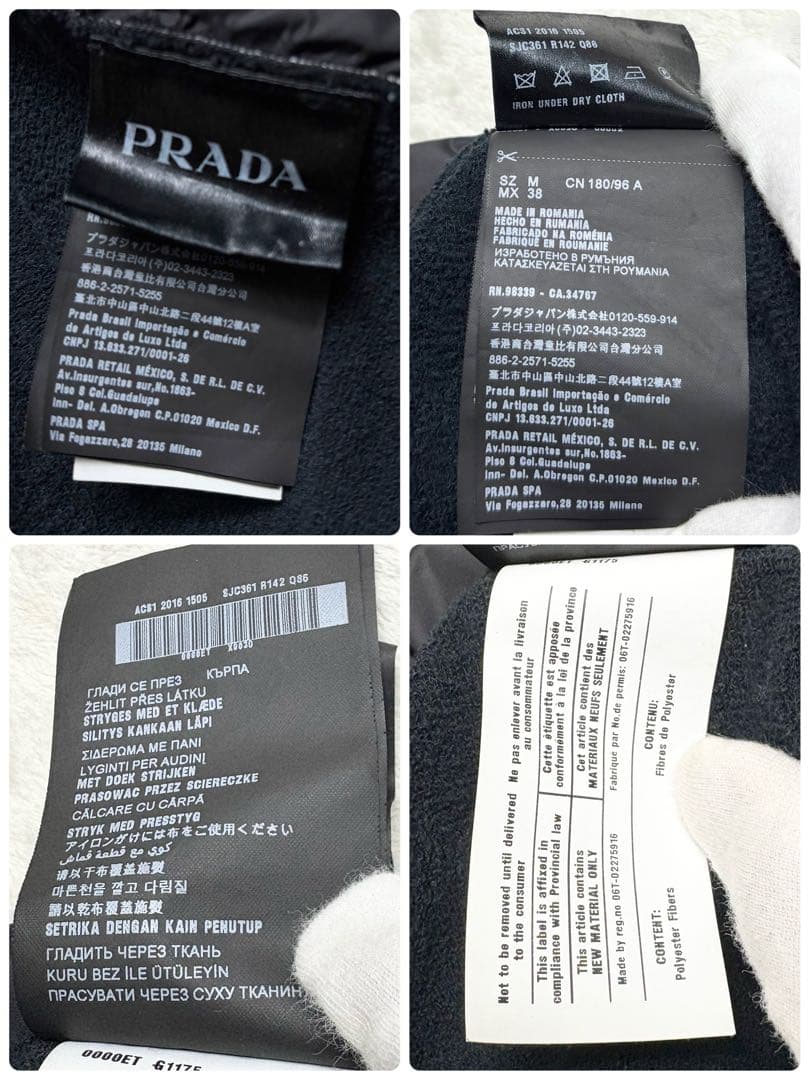 PRADA
プラダジャパン株式会社0120-559-914
프라다코리아(주)02-3443-2323
香港商台灣童比有限公司台灣分公司
886-2-2571-5255
臺北市中山區中山北路二段44號12樓A室
Prada Brasil Importação e Comércio
de Artigos de Luxo Ltda
CNPJ 13.633.271/0001-26
PRADA RETAIL MÉXICO, S. DE R.L. DE C.V.
Av.Insurgentes sur,No.1863-
Piso 8 Col.Guadalupe
Inn- Del. A.Obregon C.P.01020 Mexico D.F.
PRADA SPA
Via Fogazzaro,28 20135 Milano
ACS1 2016 1505
SJC361 R142 Q86
IRON UNDER DRY CLOTH
SZ M CN 180/96 A
MX 38
MADE IN ROMANIA
HECHO EN RUMANIA
FABRICADO NA ROMÉNIA
FABRIQUÉ EN ROUMANIE
ИЗРАБОТЕНО В РУМЪНИЯ
ΚΑΤΑΣΚΕΥΑΖΕΤΑΙ ΣΤΗ ΡΟΥΜΑΝΙΑ
RN.98339 - CA.34767
プラダジャパン株式会社0120-559-914
프라다코리아(주)02-3443-2323
香港商台灣童比有限公司台灣分公司
886-2-2571-5255
臺北市中山區中山北路二段44號12樓A室
Prada Brasil Importação e Comércio
de Artigos de Luxo Ltda
CNPJ 13.633.271/0001-26
PRADA RETAIL MÉXICO, S. DE R.L. DE C.V.
Av.Insurgentes sur,No.1863-
Piso 8 Col.Guadalupe
Inn- Del. A.Obregon C.P.01020 Mexico D.F.
PRADA SPA
Via Fogazzaro,28 20135 Milano
ACS1 2016 1505 SJC361 R142 Q86
0000ET X0030
ГЛАДИ СЕ ПРЕЗ КЪРПА
ŽEHLIT PŘES LÁTKU
STRYGES MED ET KLÆDE
SILITYS KANKAAN LÄPI
ΣΙΔΕΡΩΜΑ ΜΕ ΠΑΝΙ
LYGINTI PER AUDINĮ
MET DOEK STRIJKEN
PRASOWAC PRZEZ SCIERECZKE
CĂLCARE CU CÂRPĂ
STRYK MED PRESSTYG
アイロンがけには布をご使用ください
كوي مع قطعة قماش
请以干布覆盖施熨
마른천을 깔고 다림질
請以乾布覆蓋施熨
SETRIKA DENGAN KAIN PENUTUP
ГЛАДИТЬ ЧЕРЕЗ ТКАНЬ
KURU BEZ ILE ÜTÜLEYİN
ПРАСУВАТИ ЧЕРЕЗ СУХУ ТКАНИН
0000ET G1175
G1175
Not to be removed until delivered
to the consumer
Ne pas enlever avant la livraison
au consommateur
This label is affixed in
compliance with Provincial law
Cette étiquette est apposée
conformément à la loi de la province
This article contains
NEW MATERIAL ONLY
Cet article contient des
MATERIAUX NEUFS SEULEMENT
Made by reg.no 06T-02275916
Fabrique par No.de permis: 06T-02275916
CONTENT:
Polyester Fibers
CONTENU:
Fibres de Polyester